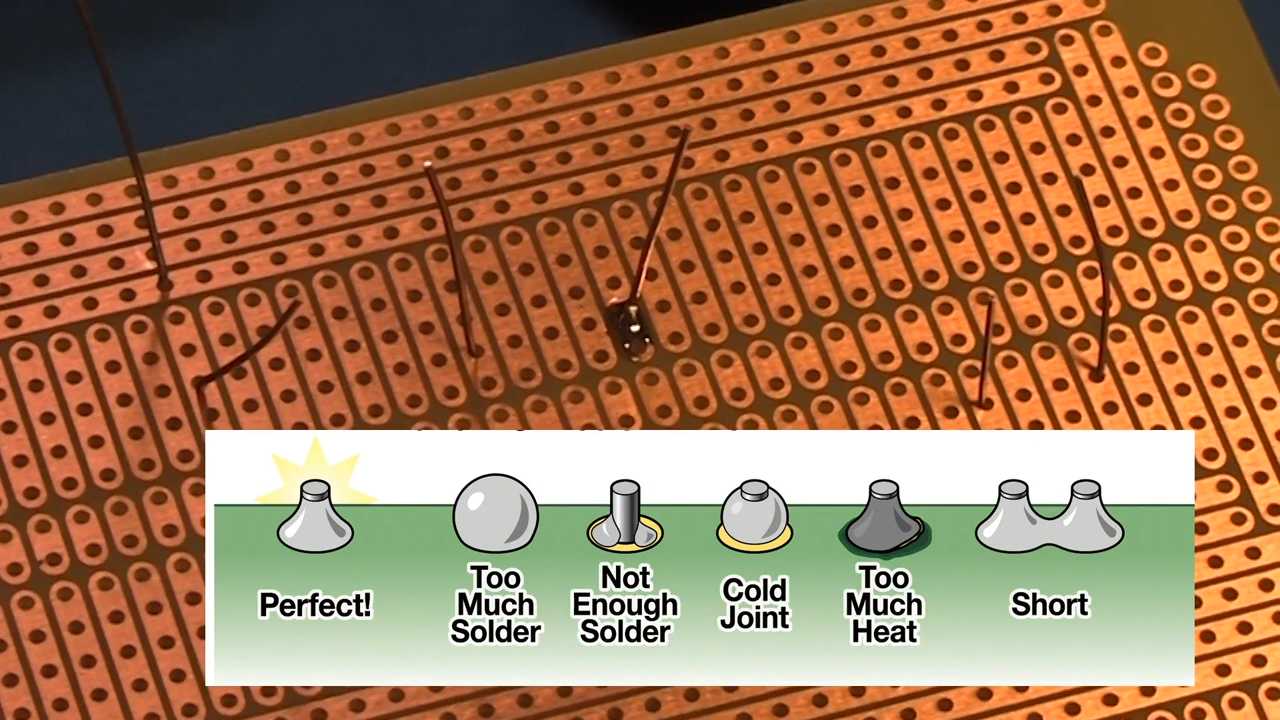 Perfect!
Too
Much
Solder
Not
Enough
Solder
Cold
Joint
Too
Much
Heat
Short